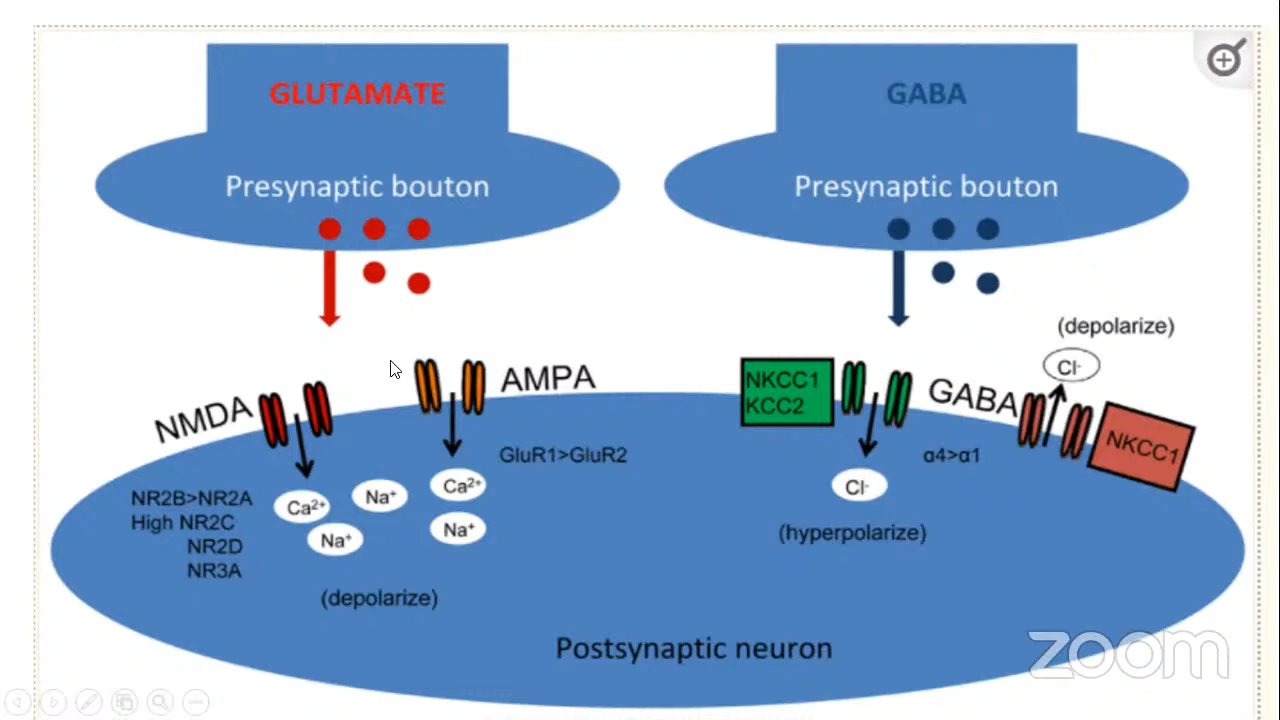 GLUTAMATE
Presynaptic bouton
GABA
Presynaptic bouton
NMDA
AMPA
GluR1>GluR2
NR2B>NR2A
High NR2C
NR2D
NR3A
Ca²⁺
Na⁺
Na⁺
Ca²⁺
Na⁺
(depolarize)
NKCC1
KCC2
GABA
α4>α1
Cl⁻
(hyperpolarize)
(depolarize)
Cl⁻
NKCC1
Postsynaptic neuron
zoom